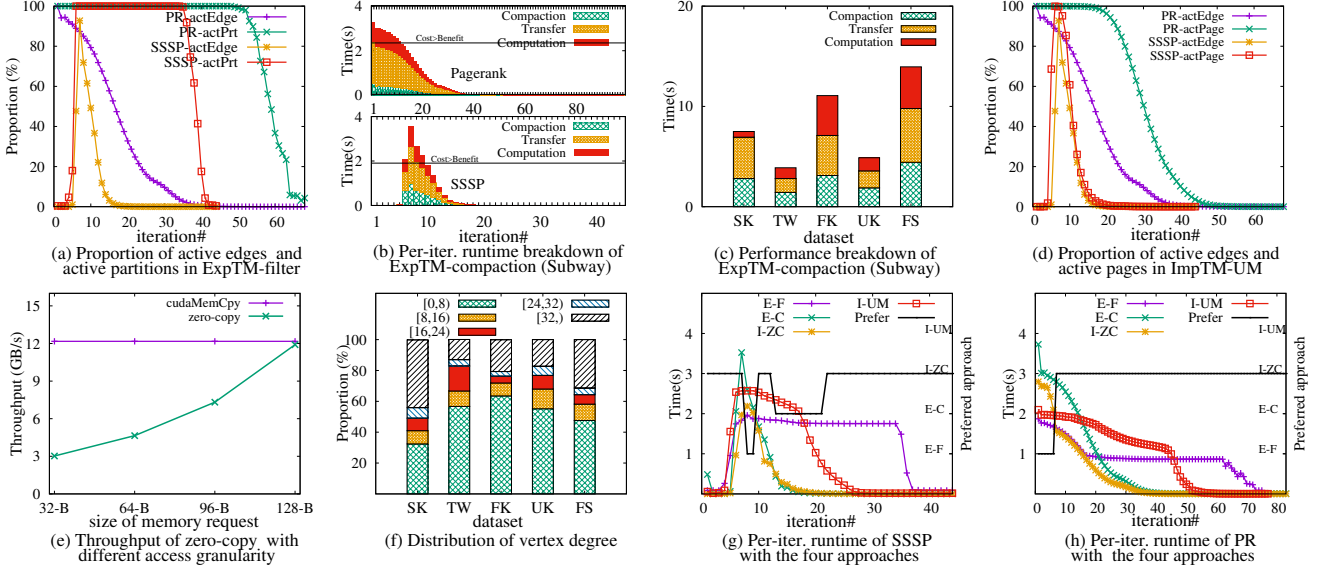 100
80
60
40
20
0
Proportion (%)
PR-actEdge
PR-actPrt
SSSP-actEdge
SSSP-actPrt
0 10 20 30 40 50 60
iteration#
(a) Proportion of active edges and
active partitions in ExpTM-filter
4
2
0
Time(s)
Compaction
Transfer
Computation
Cost>Benefit
Pagerank
1 20 40 60 80
4
2
0
Time(s)
Compaction
Transfer
Computation
Cost>Benefit
SSSP
1 10 20 30 40
iteration#
(b) Per-iter. runtime breakdown of
ExpTM-compaction (Subway)
20
10
0
Time(s)
Compaction
Transfer
Computation
SK TW FK UK FS
dataset
(c) Performance breakdown of
ExpTM-compaction (Subway)
100
80
60
40
20
0
Proportion (%)
PR-actEdge
PR-actPage
SSSP-actEdge
SSSP-actPage
0 10 20 30 40 50 60
iteration#
(d) Proportion of active edges and
active pages in ImpTM-UM
15
12
9
6
3
0
Throughput (GB/s)
cudaMemCpy
zero-copy
32-B 64-B 96-B 128-B
size of memory request
(e) Throughput of zero-copy with
different access granularity
[0,8)
[8,16)
[16,24)
[24,32)
[32,)
100
80
60
40
20
Proportion (%)
SK TW FK UK FS
dataset
(f) Distribution of vertex degree
E-F
E-C
I-ZC
I-UM
Prefer
4
3
2
1
0
Time(s)
I-UM
I-ZC
E-C
E-F
Preferred approach
0 10 20 30 40
iteration#
(g) Per-iter. runtime of SSSP
with the four approaches
E-F
E-C
I-ZC
I-UM
Prefer
4
3
2
1
0
Time(s)
I-UM
I-ZC
E-C
E-F
Preferred approach
0 10 20 30 40 50 60 70 80
iteration#
(h) Per-iter. runtime of PR
with the four approaches